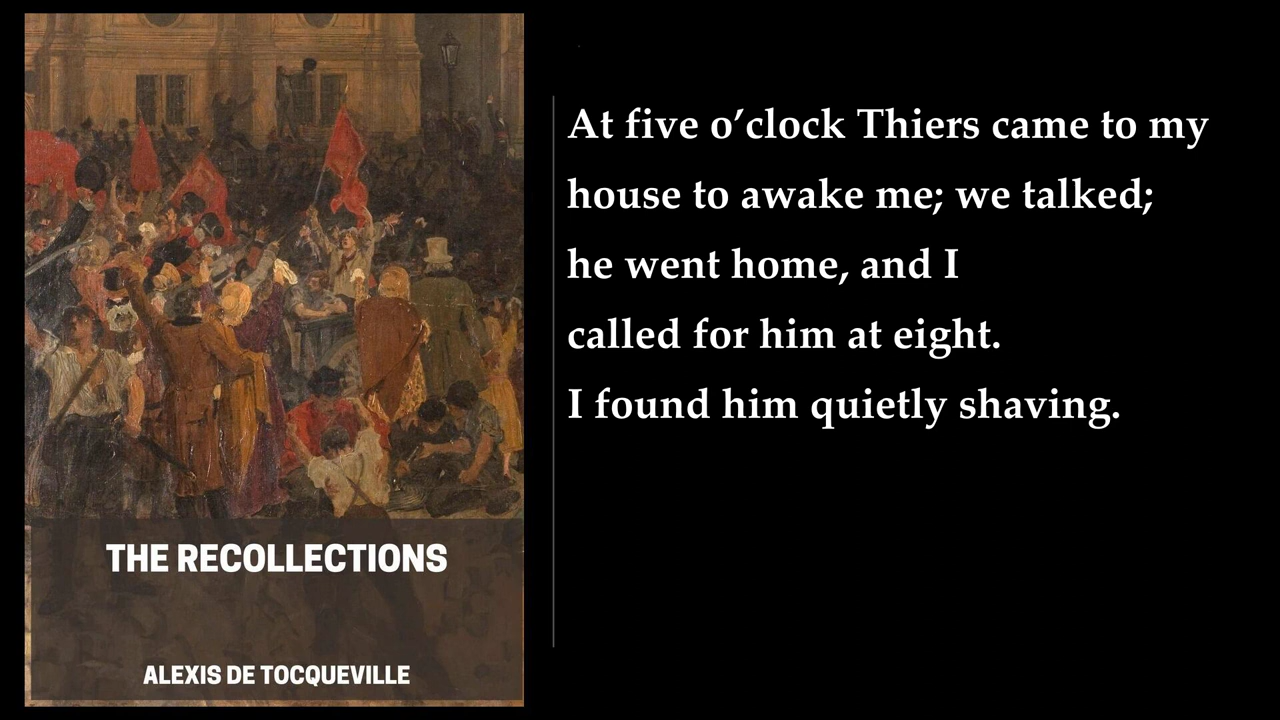 At five o’clock Thiers came to my
house to awake me; we talked;
he went home, and I
called for him at eight.
I found him quietly shaving.
THE RECOLLECTIONS
ALEXIS DE TOCQUEVILLE